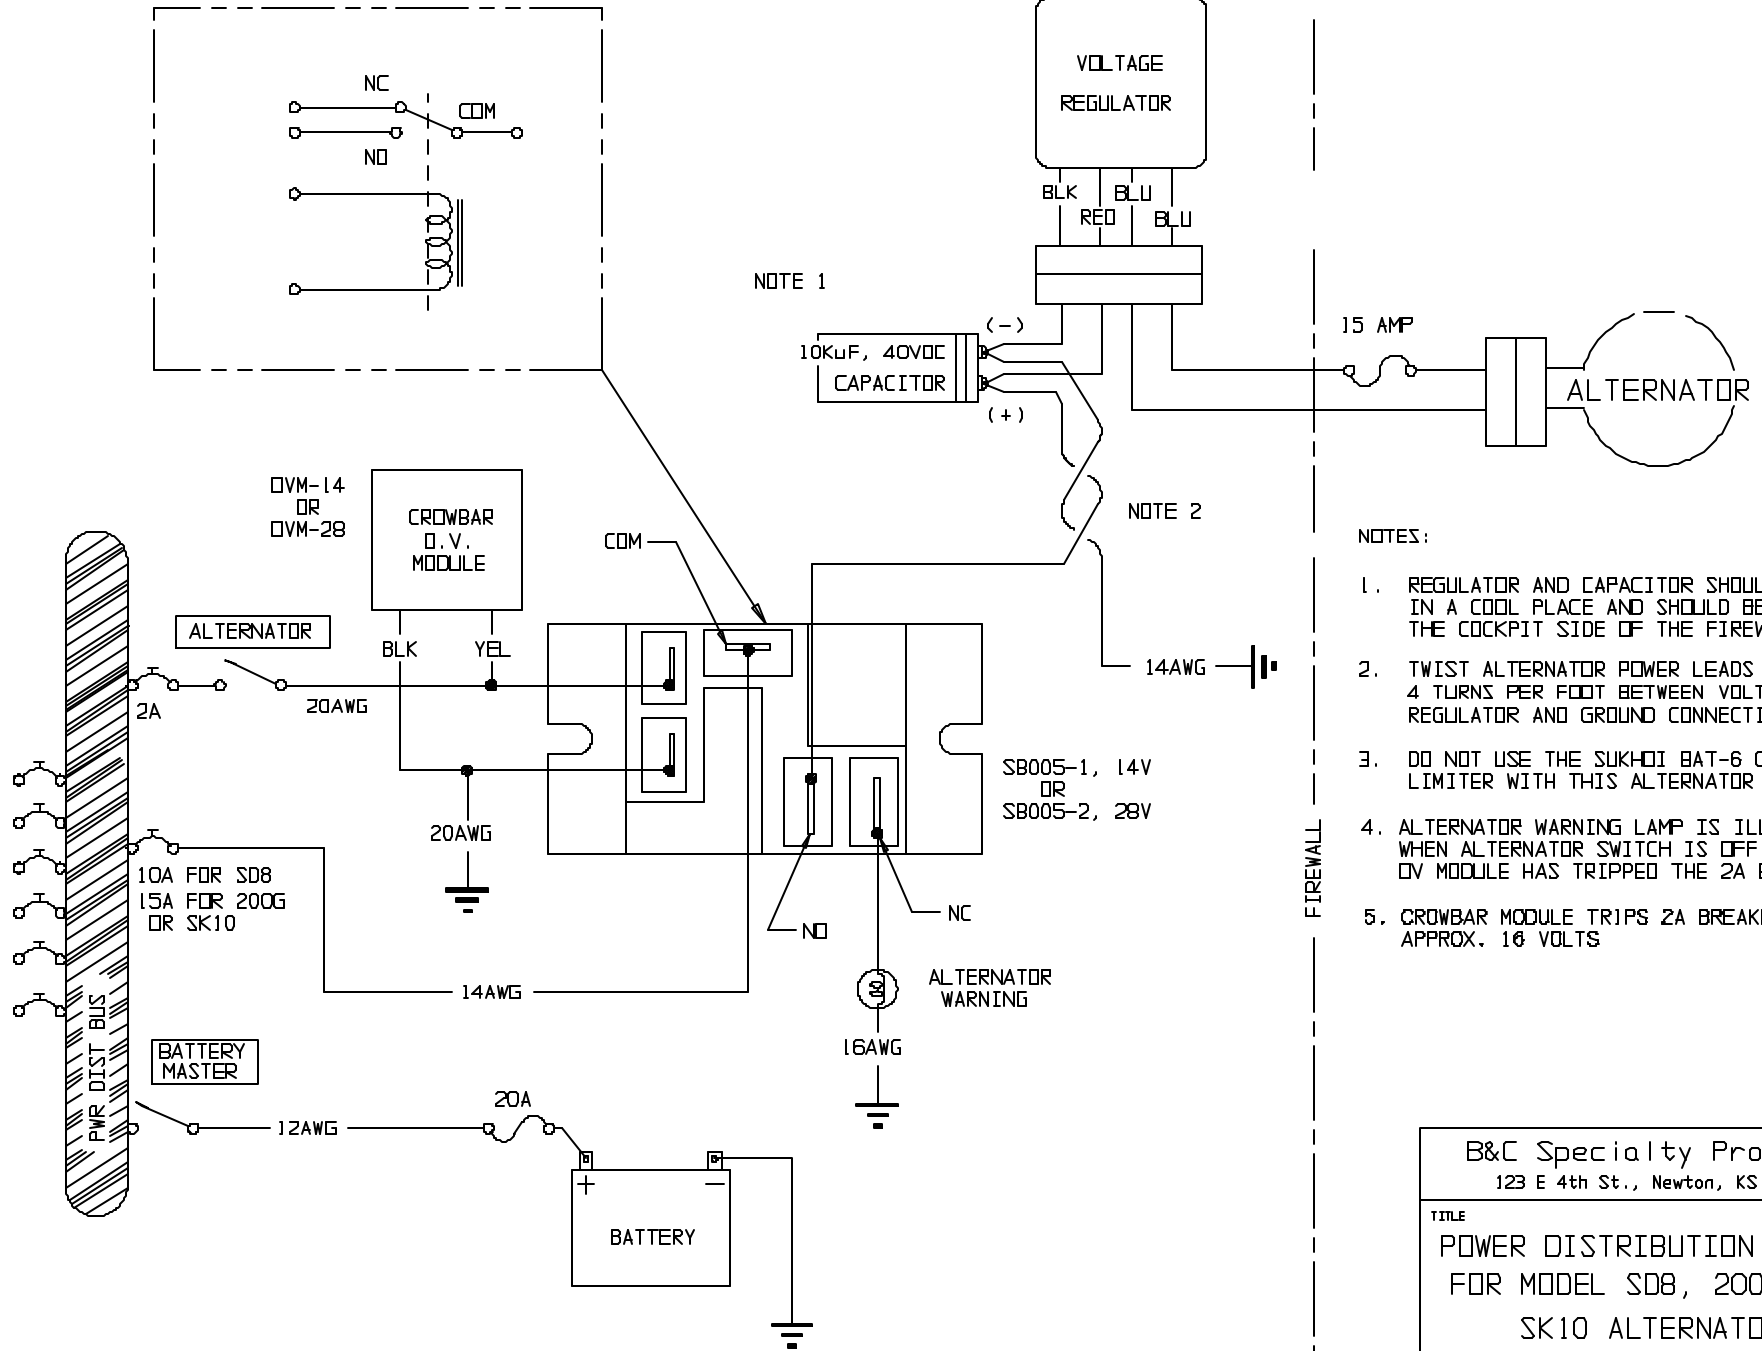 NC
COM
NO
VOLTAGE
REGULATOR
BLK
RED
BLU
BLU
NOTE 1
(-)
10KuF, 40VDC
CAPACITOR
(+)
15 AMP
ALTERNATOR
OVM-14
OR
OVM-28
CROWBAR
O.V.
MODULE
COM
NOTE 2
ALTERNATOR
BLK
YEL
14AWG
2A
20AWG
SB005-1, 14V
OR
SB005-2, 28V
20AWG
10A FOR SD8
15A FOR 200G
OR SK10
NO
NC
14AWG
ALTERNATOR
WARNING
16AWG
PWR DIST BUS
BATTERY
MASTER
12AWG
20A
+
-
BATTERY
FIREWALL
NOTES:
1. REGULATOR AND CAPACITOR SHOUL
IN A COOL PLACE AND SHOULD BE
THE COCKPIT SIDE OF THE FIREW
2. TWIST ALTERNATOR POWER LEADS
4 TURNS PER FOOT BETWEEN VOLT
REGULATOR AND GROUND CONNECTI
3. DO NOT USE THE SUKHOI BAT-6 O
LIMITER WITH THIS ALTERNATOR
4. ALTERNATOR WARNING LAMP IS ILL
WHEN ALTERNATOR SWITCH IS OFF
OV MODULE HAS TRIPPED THE 2A B
5. CROWBAR MODULE TRIPS 2A BREAK
APPROX. 16 VOLTS
B&C Specialty Pro
123 E 4th St., Newton, KS
TITLE
POWER DISTRIBUTION
FOR MODEL SD8, 200
SK10 ALTERNATO